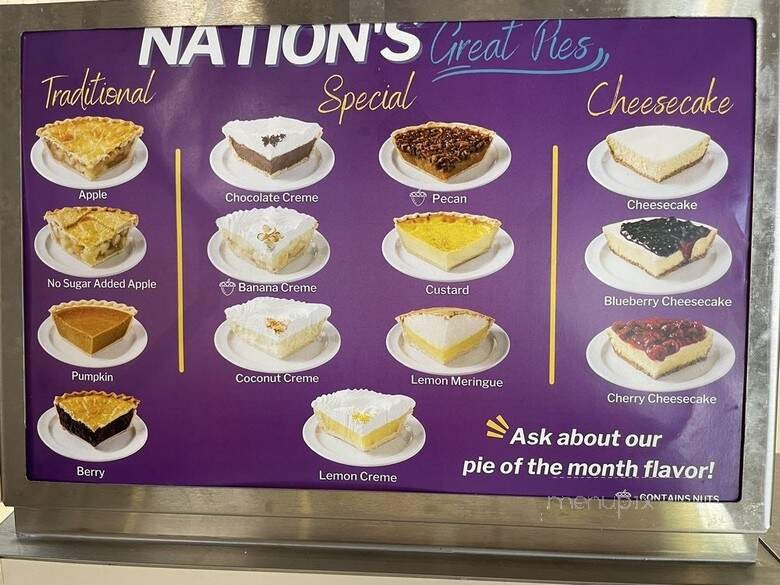 NATION'S Great Pies
Traditional
Special
Cheesecake
Apple
No Sugar Added Apple
Pumpkin
Berry
Chocolate Creme
Banana Creme
Coconut Creme
Lemon Creme
Pecan
Custard
Lemon Meringue
Cheesecake
Blueberry Cheesecake
Cherry Cheesecake
Ask about our
pie of the month flavor!
CONTAINS NUTS
menupix